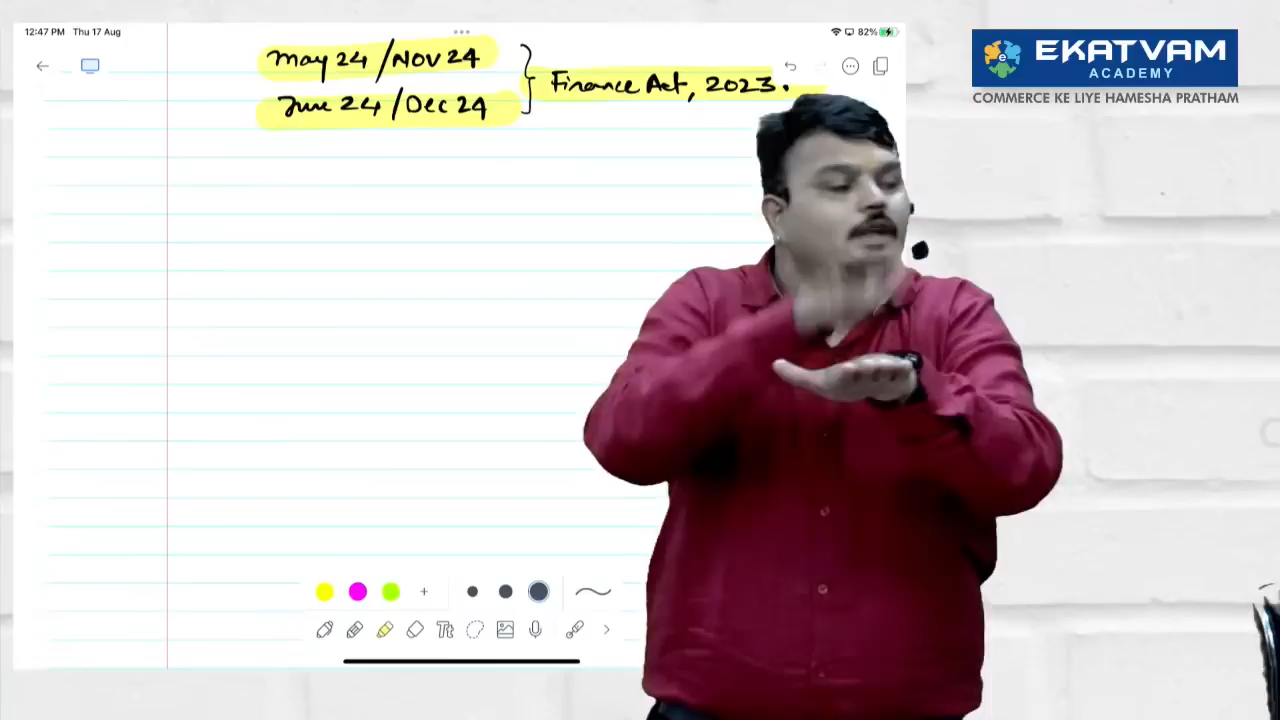 12:47 PM Thu 17 Aug
82%
May 24 / Nov 24
June 24 / Dec 24
Finance Act, 2023.
Tt
EKATVAM
ACADEMY
COMMERCE KE LIYE HAMESHA PRATHAM